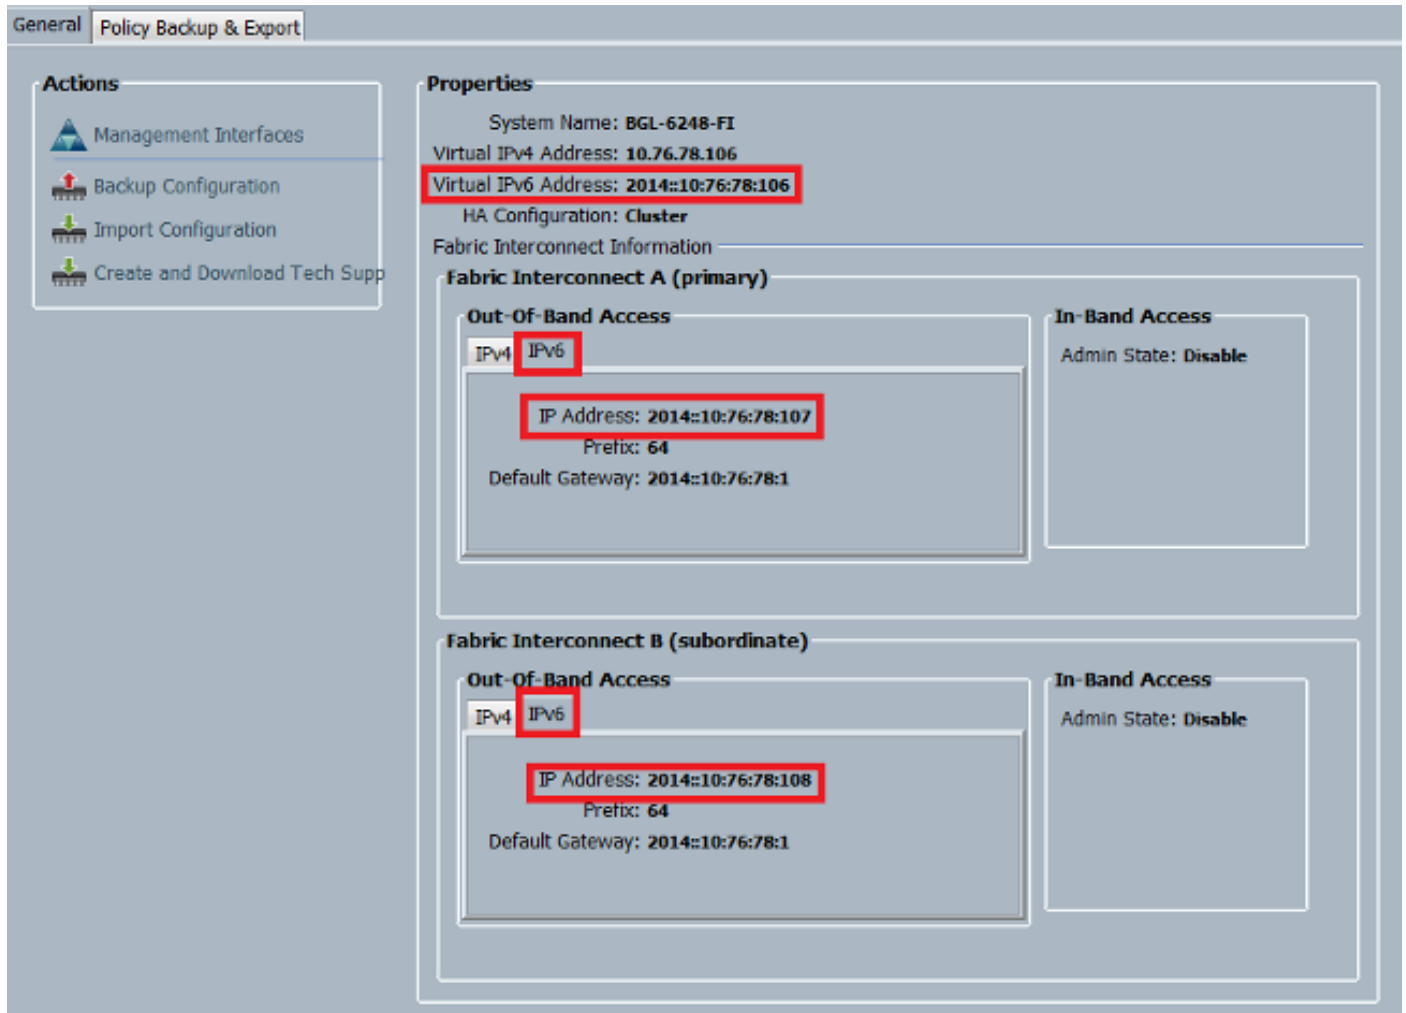 General
Policy Backup & Export
Actions
Management Interfaces
Backup Configuration
Import Configuration
Create and Download Tech Supp
Properties
System Name: BGL-6248-FI
Virtual IPv4 Address: 10.76.78.106
Virtual IPv6 Address: 2014::10:76:78:106
HA Configuration: Cluster
Fabric Interconnect Information
Fabric Interconnect A (primary)
Out-Of-Band Access
IPv4
IPv6
IP Address: 2014::10:76:78:107
Prefix: 64
Default Gateway: 2014::10:76:78:1
In-Band Access
Admin State: Disable
Fabric Interconnect B (subordinate)
Out-Of-Band Access
IPv4
IPv6
IP Address: 2014::10:76:78:108
Prefix: 64
Default Gateway: 2014::10:76:78:1
In-Band Access
Admin State: Disable